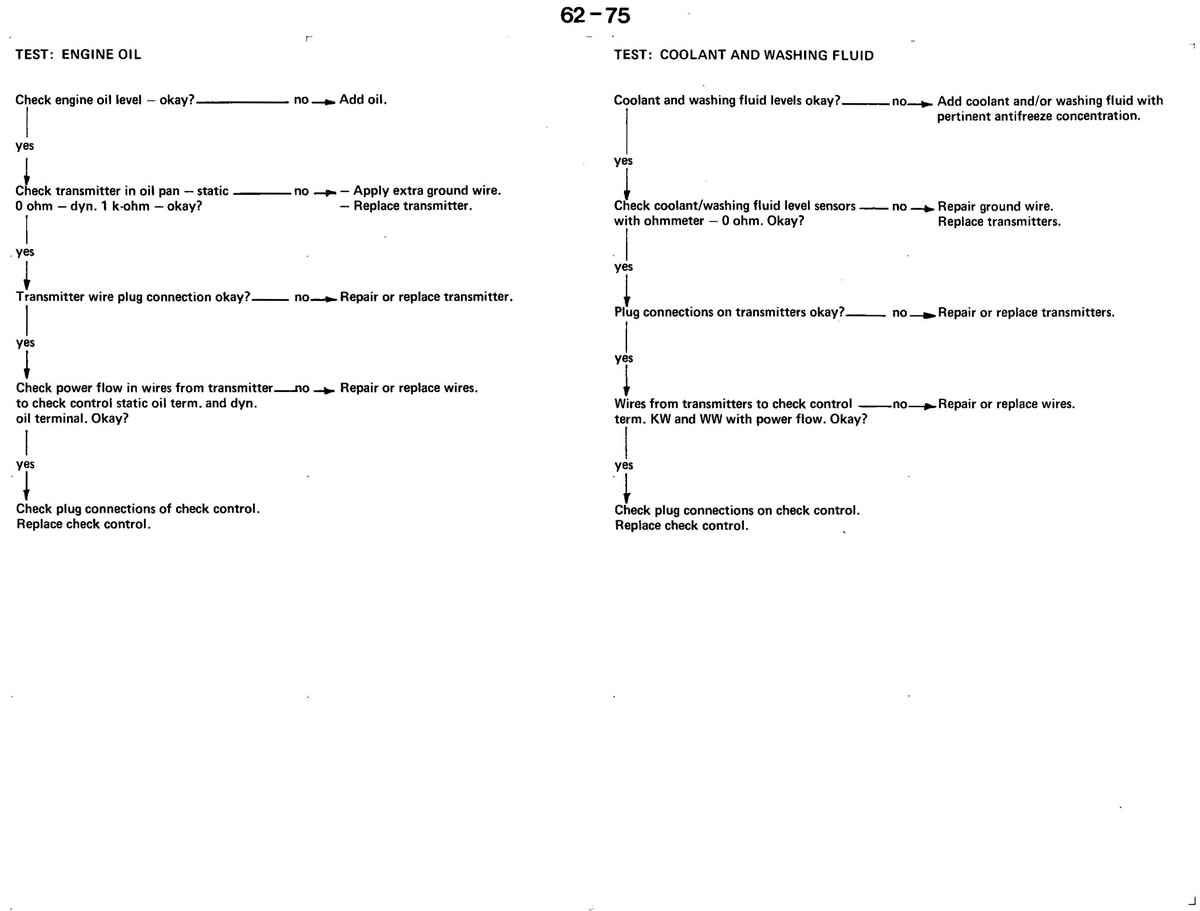 62-75
TEST: ENGINE OIL
Check engine oil level – okay? no Add oil.
yes
Check transmitter in oil pan – static no – Apply extra ground wire.
0 ohm – dyn. 1 k-ohm – okay? – Replace transmitter.
yes
Transmitter wire plug connection okay? no Repair or replace transmitter.
yes
Check power flow in wires from transmitter no Repair or replace wires.
to check control static oil term. and dyn.
oil terminal. Okay?
yes
Check plug connections of check control.
Replace check control.
TEST: COOLANT AND WASHING FLUID
Coolant and washing fluid levels okay? no Add coolant and/or washing fluid with
pertinent antifreeze concentration.
yes
Check coolant/washing fluid level sensors no Repair ground wire.
with ohmmeter – 0 ohm. Okay? Replace transmitters.
yes
Plug connections on transmitters okay? no Repair or replace transmitters.
yes
Wires from transmitters to check control no Repair or replace wires.
term. KW and WW with power flow. Okay?
yes
Check plug connections on check control.
Replace check control.